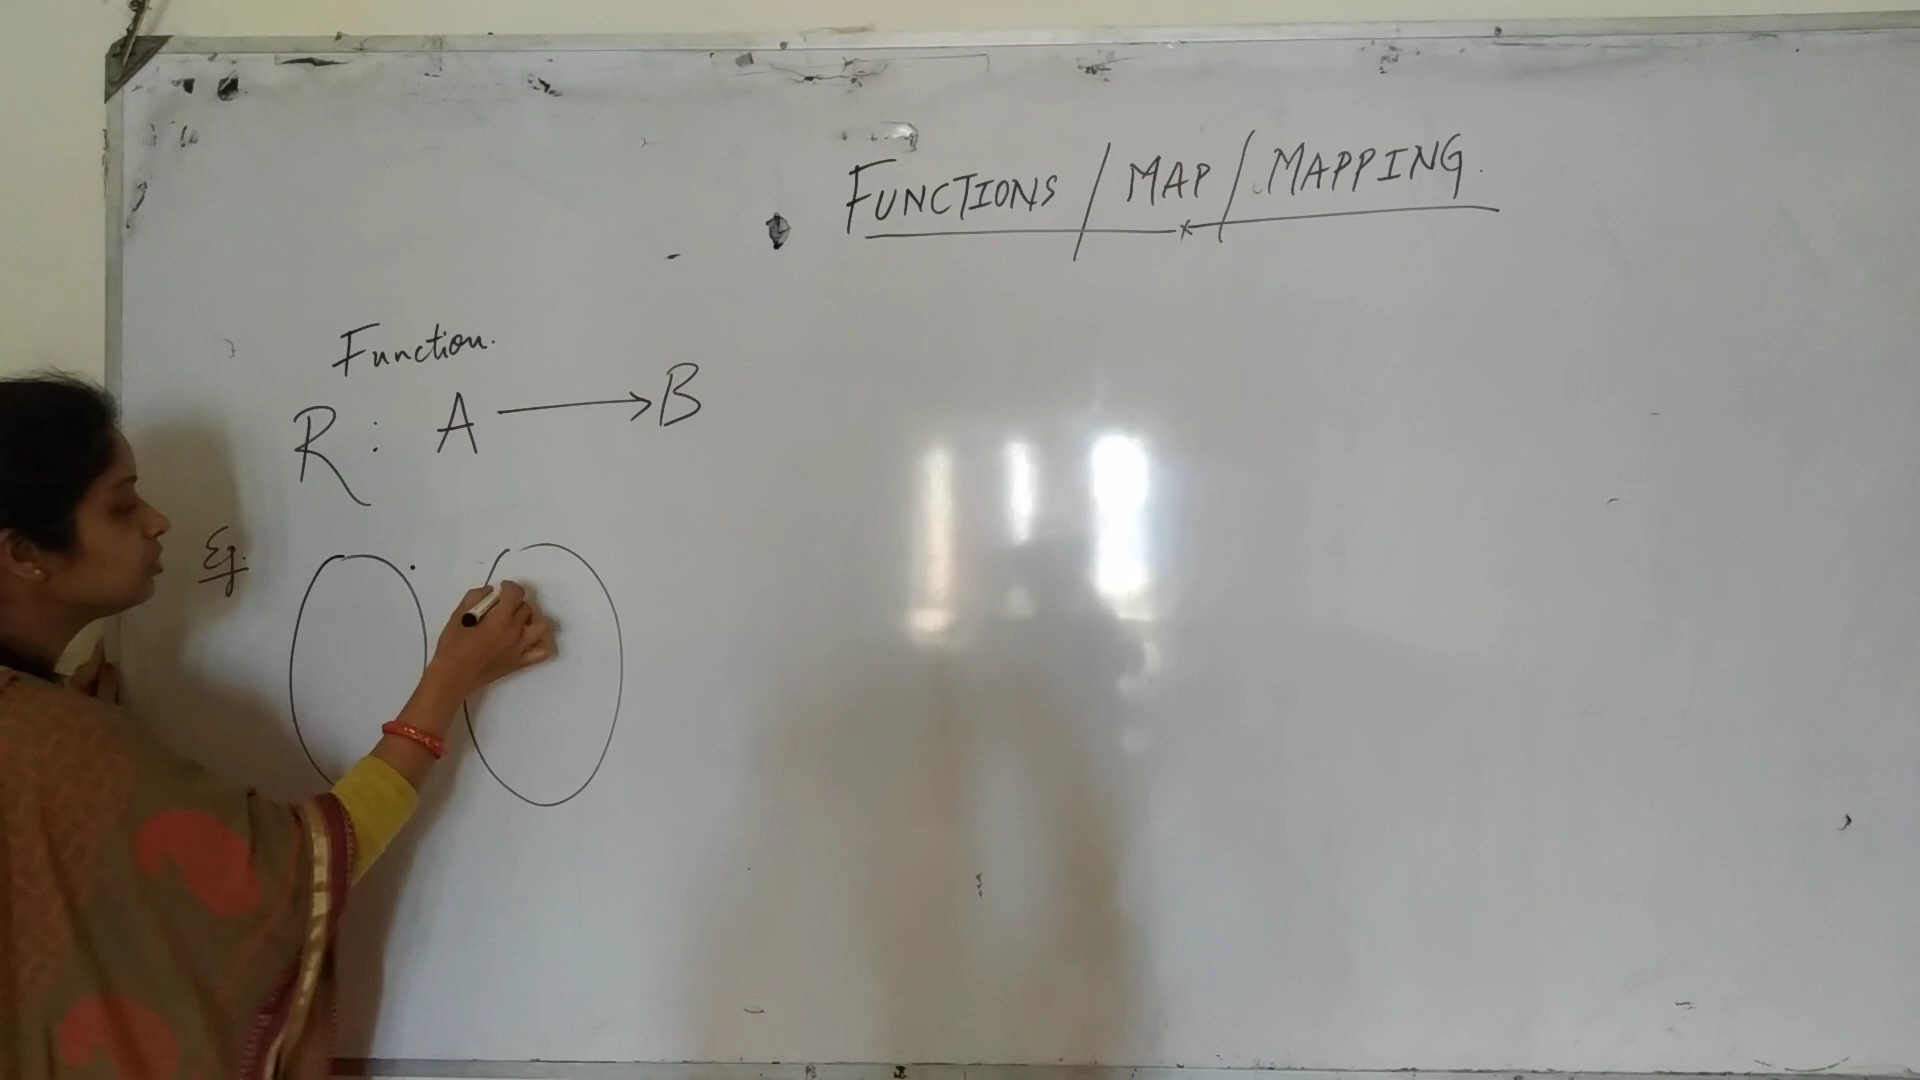 FUNCTIONS / MAP / MAPPING.
Function.
R : A → B
Eg.